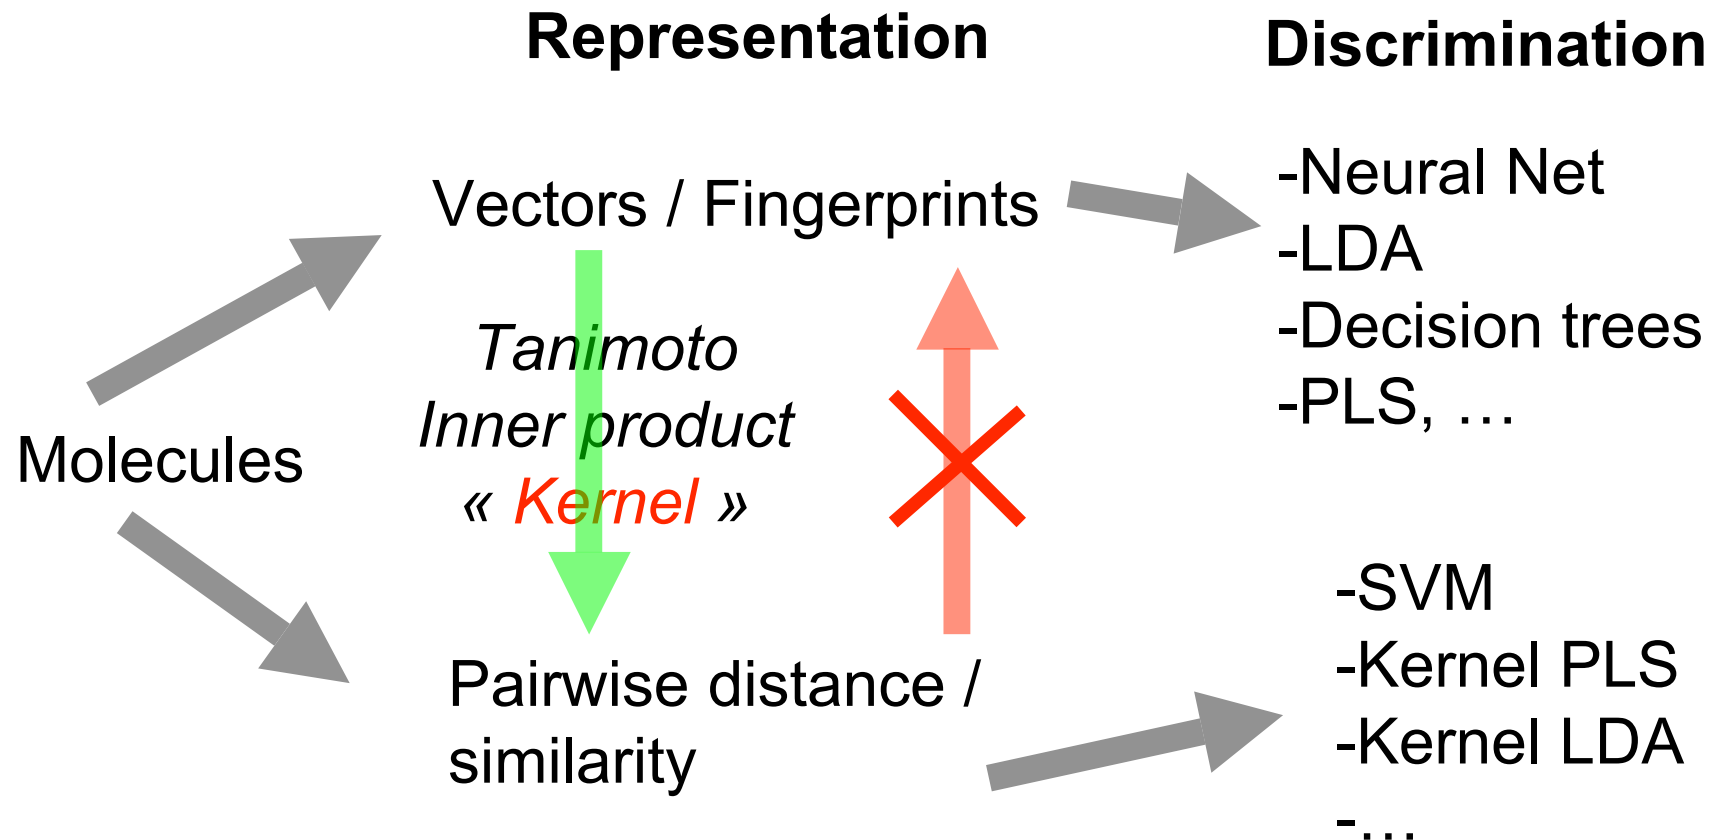 Representation
Discrimination
Vectors / Fingerprints
-Neural Net
-LDA
-Decision trees
-PLS, …
Tanimoto
Inner product
« Kernel »
Molecules
Pairwise distance /
similarity
-SVM
-Kernel PLS
-Kernel LDA
-…